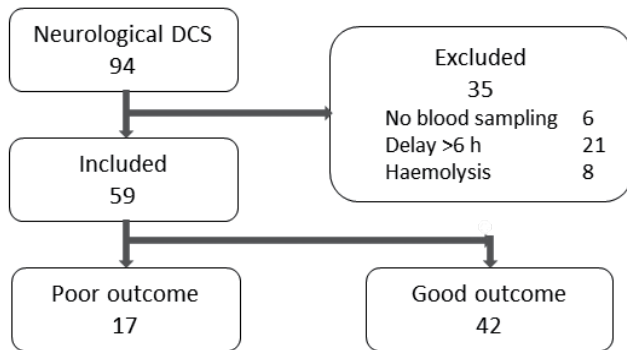 Neurological DCS
94
Excluded
35
No blood sampling 6
Delay >6 h 21
Haemolysis 8
Included
59
Poor outcome
17
Good outcome
42